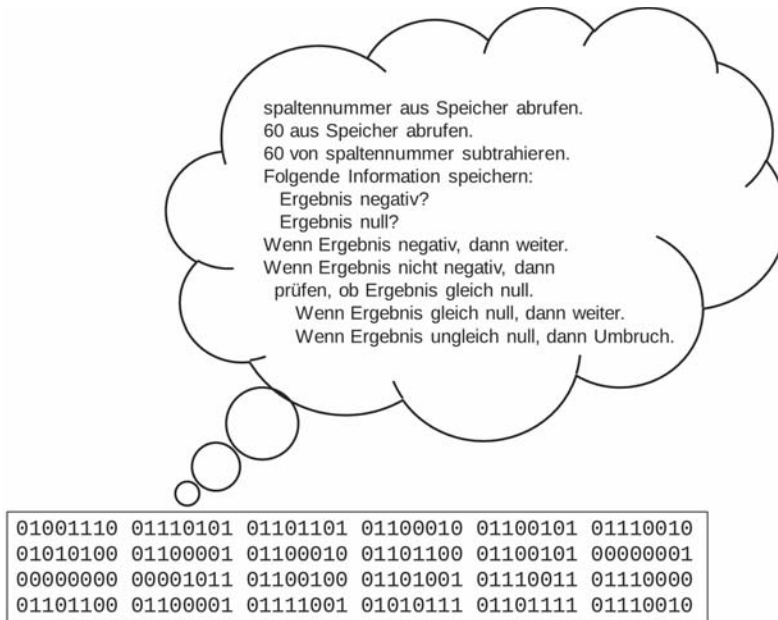 spaltennummer aus Speicher abrufen.
60 aus Speicher abrufen.
60 von spaltennummer subtrahieren.
Folgende Information speichern:
Ergebnis negativ?
Ergebnis null?
Wenn Ergebnis negativ, dann weiter.
Wenn Ergebnis nicht negativ, dann
prüfen, ob Ergebnis gleich null.
Wenn Ergebnis gleich null, dann weiter.
Wenn Ergebnis ungleich null, dann Umbruch.
01001110 01110101 01101101 01100010 01100101 01110010
01010100 01100001 01100010 01101100 01100101 00000001
00000000 00001011 01100100 01101001 01110011 01110000
01101100 01100001 01111001 01010111 01101111 01110010